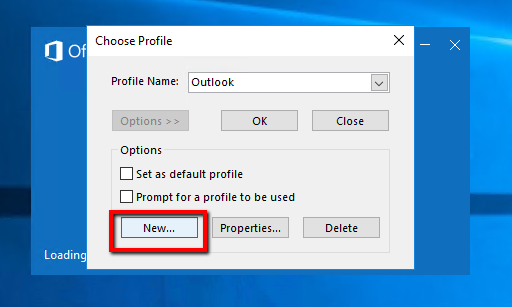 Choose Profile
Of
Profile Name: Outlook
Options >> OK Close
Options
Set as default profile
Prompt for a profile to be used
New... Properties... Delete
Loading